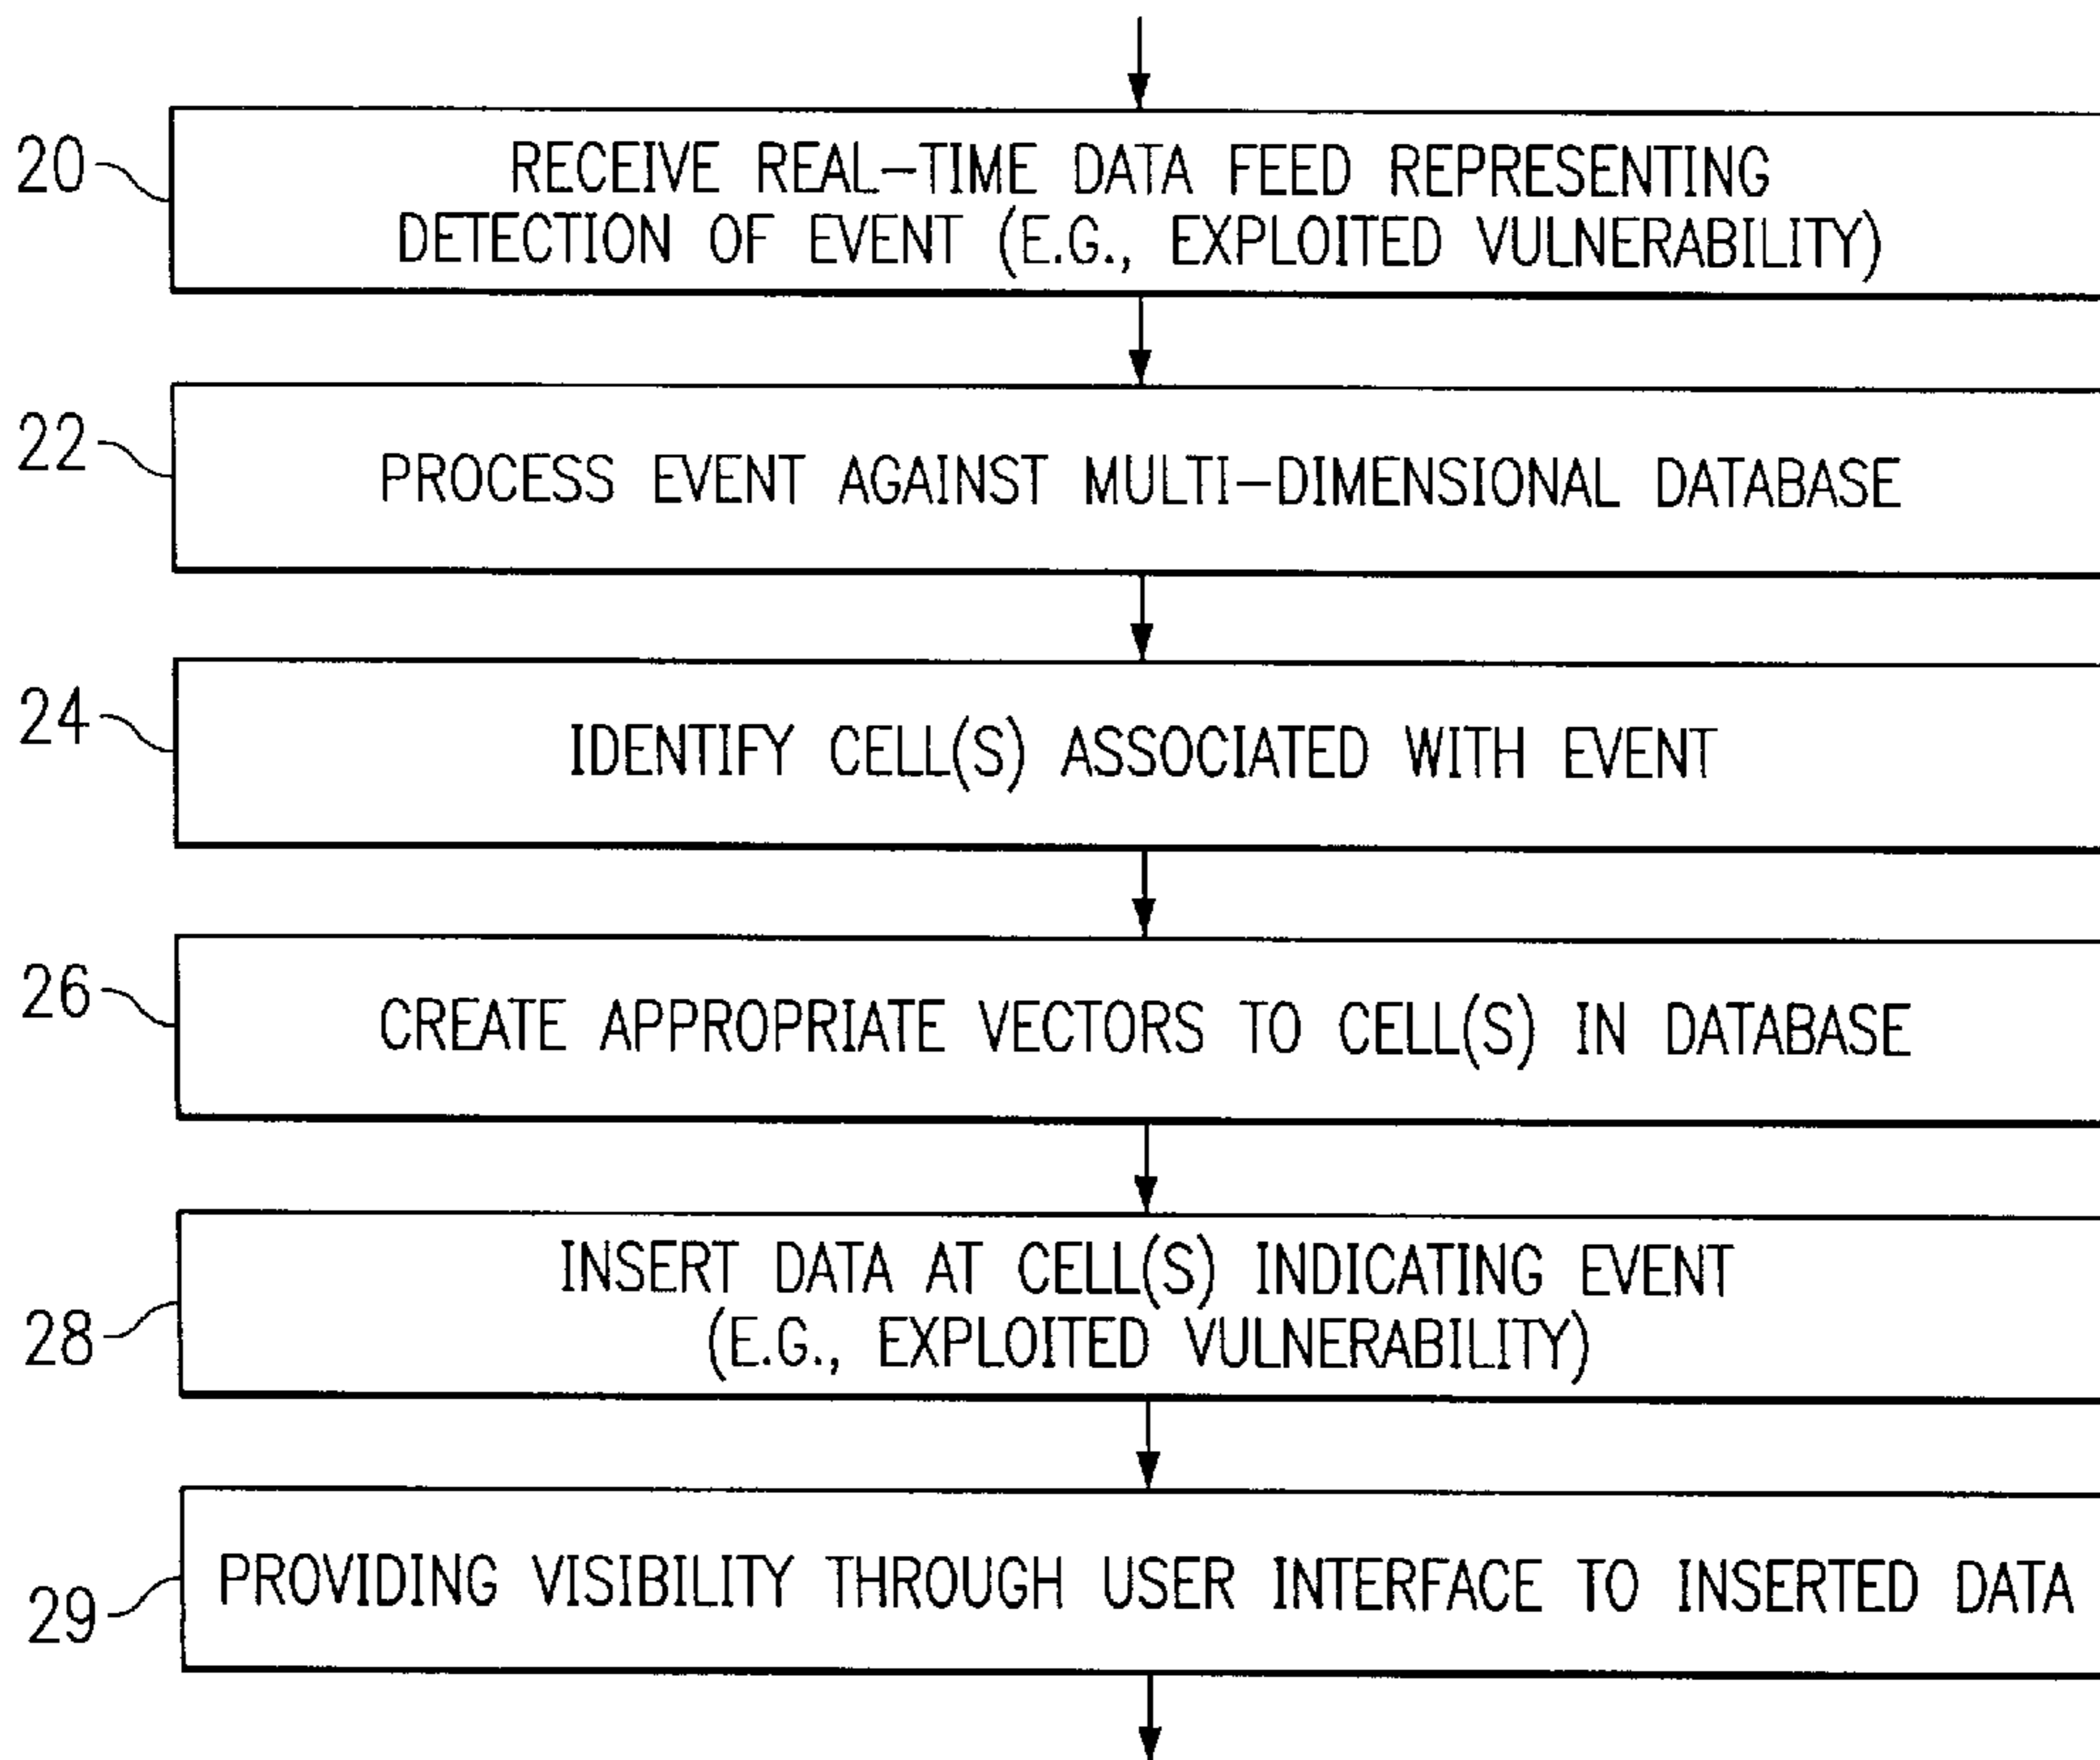 20
RECEIVE REAL-TIME DATA FEED REPRESENTING
DETECTION OF EVENT (E.G., EXPLOITED VULNERABILITY)
22
PROCESS EVENT AGAINST MULTI-DIMENSIONAL DATABASE
24
IDENTIFY CELL(S) ASSOCIATED WITH EVENT
26
CREATE APPROPRIATE VECTORS TO CELL(S) IN DATABASE
28
INSERT DATA AT CELL(S) INDICATING EVENT
(E.G., EXPLOITED VULNERABILITY)
29
PROVIDING VISIBILITY THROUGH USER INTERFACE TO INSERTED DATA